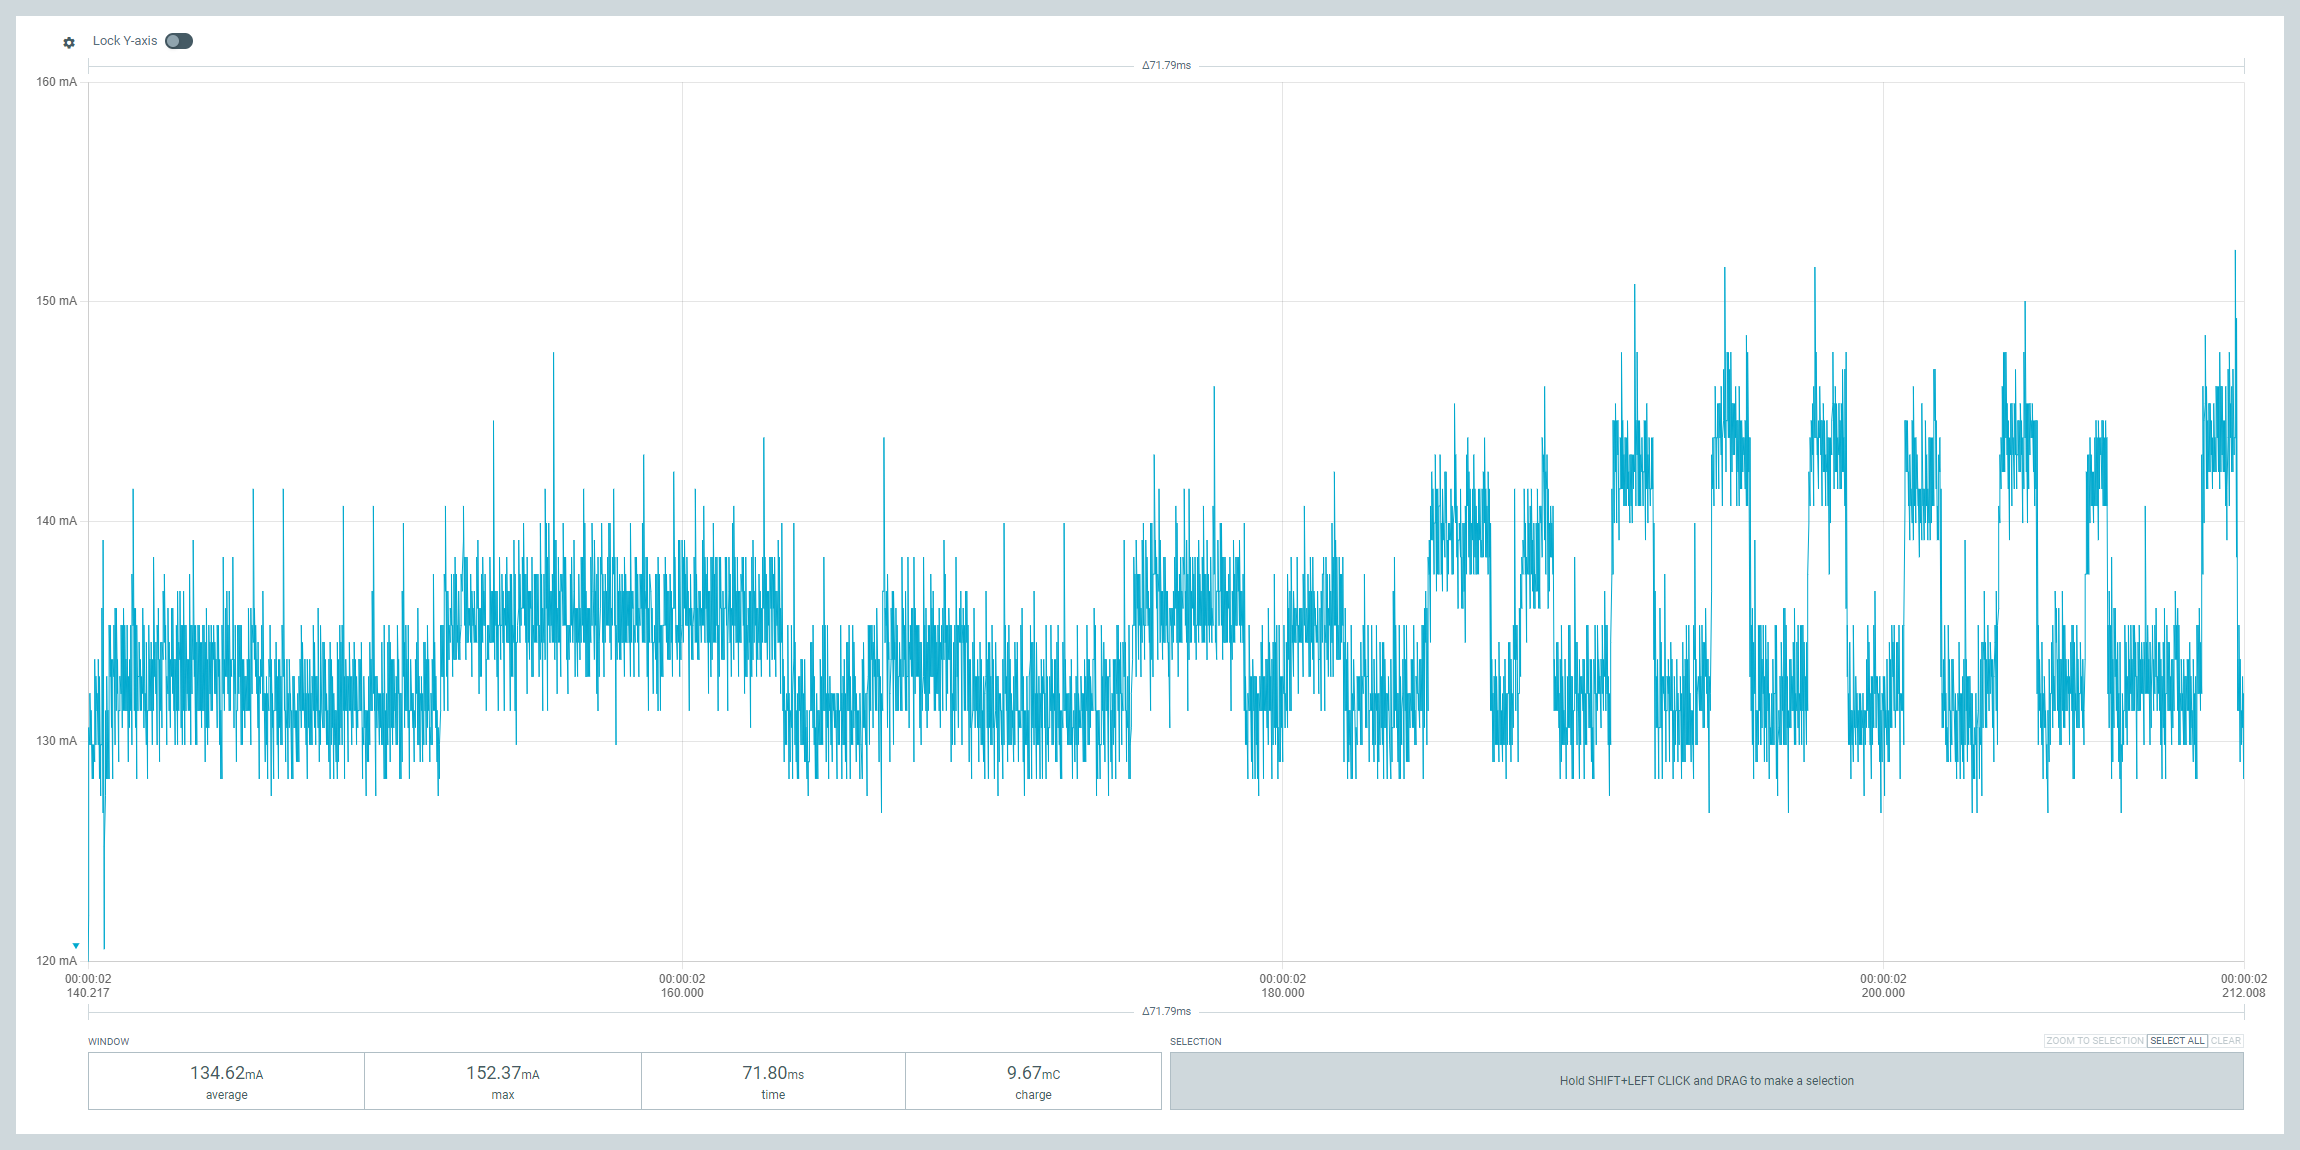 Lock Y-axis
Δ71.79ms
160 mA
150 mA
140 mA
130 mA
120 mA
00:00:02 00:00:02 00:00:02 00:00:02 00:00:02
140.217 160.000 180.000 200.000 212.008
Δ71.79ms
WINDOW
134.62mA 152.37mA 71.80ms 9.67mC
average max time charge
SELECTION
ZOOM TO SELECTION SELECT ALL CLEAR
Hold SHIFT+LEFT CLICK and DRAG to make a selection